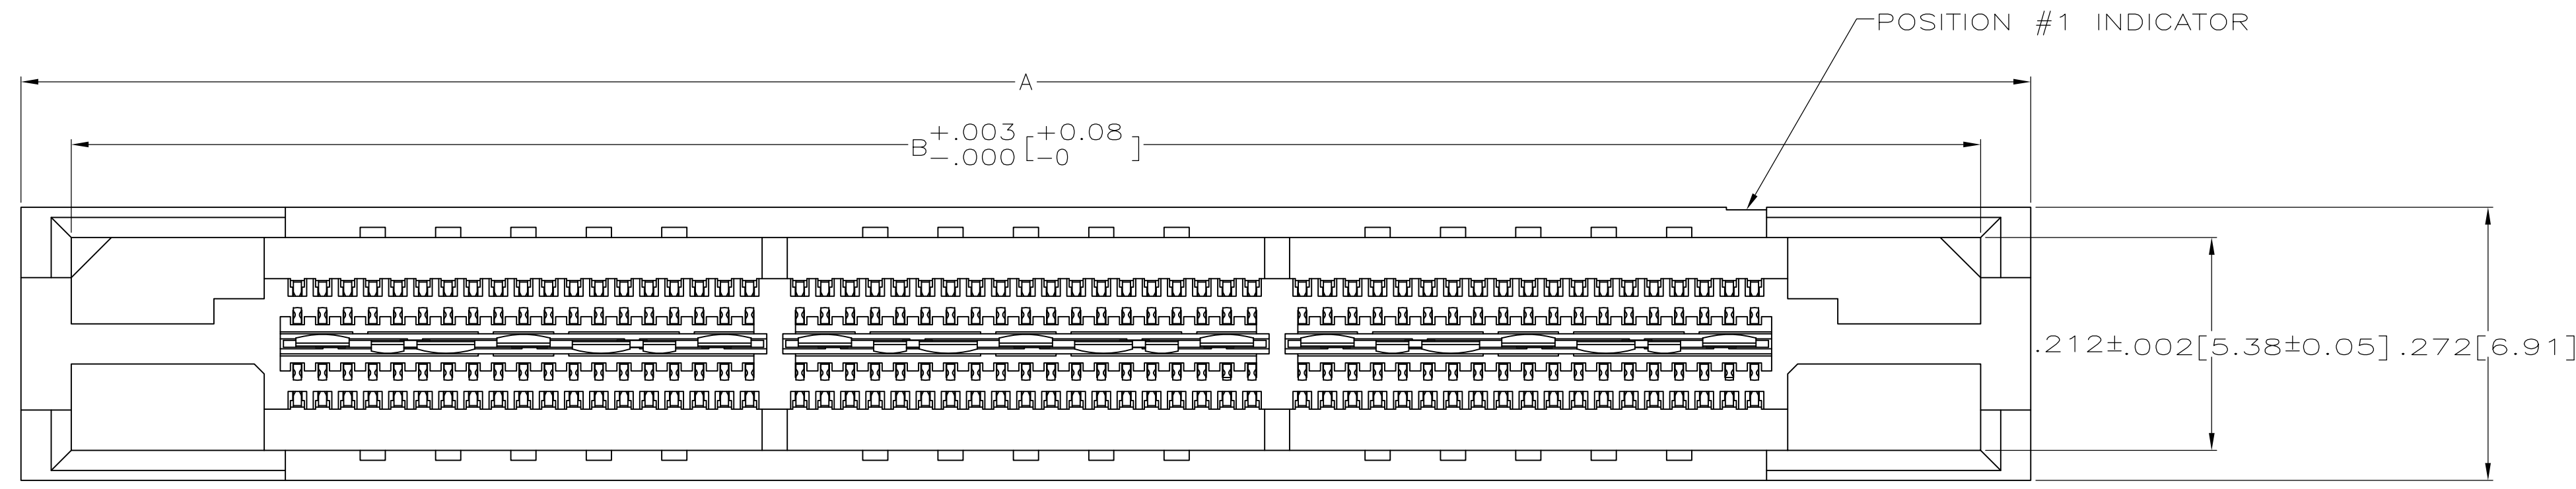 POSITION #1 INDICATOR
A
B +.003 [+0.08
-.000 -0 ]
.212±.002[5.38±0.05] .272[6.91]